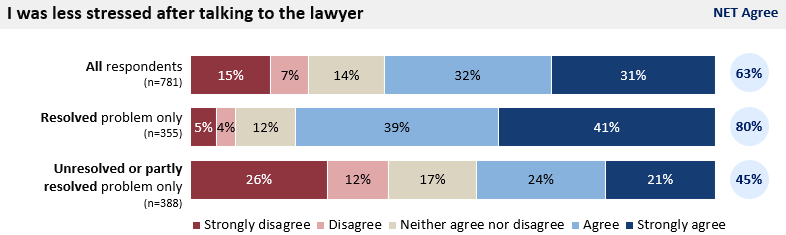 I was less stressed after talking to the lawyer NET Agree
All respondents
(n=781)
15% 7% 14% 32% 31% 63%
Resolved problem only
(n=355)
5% 4% 12% 39% 41% 80%
Unresolved or partly
resolved problem only
(n=388)
26% 12% 17% 24% 21% 45%
Strongly disagree Disagree Neither agree nor disagree Agree Strongly agree